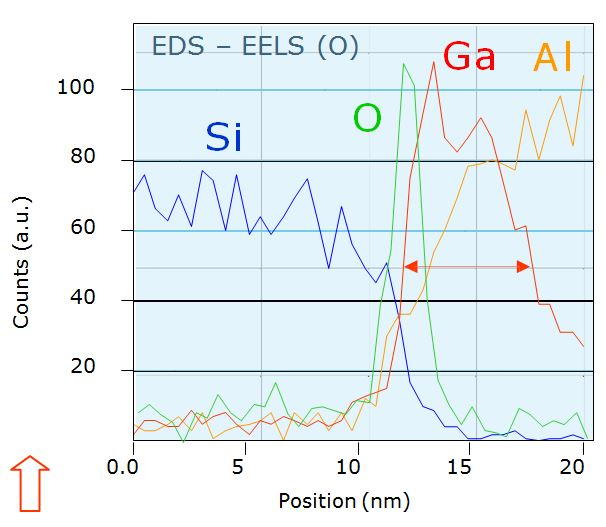 EDS – EELS (O)
Ga
Al
O
Si
100
80
60
40
20
Counts (a.u.)
0.0
5
10
15
20
Position (nm)